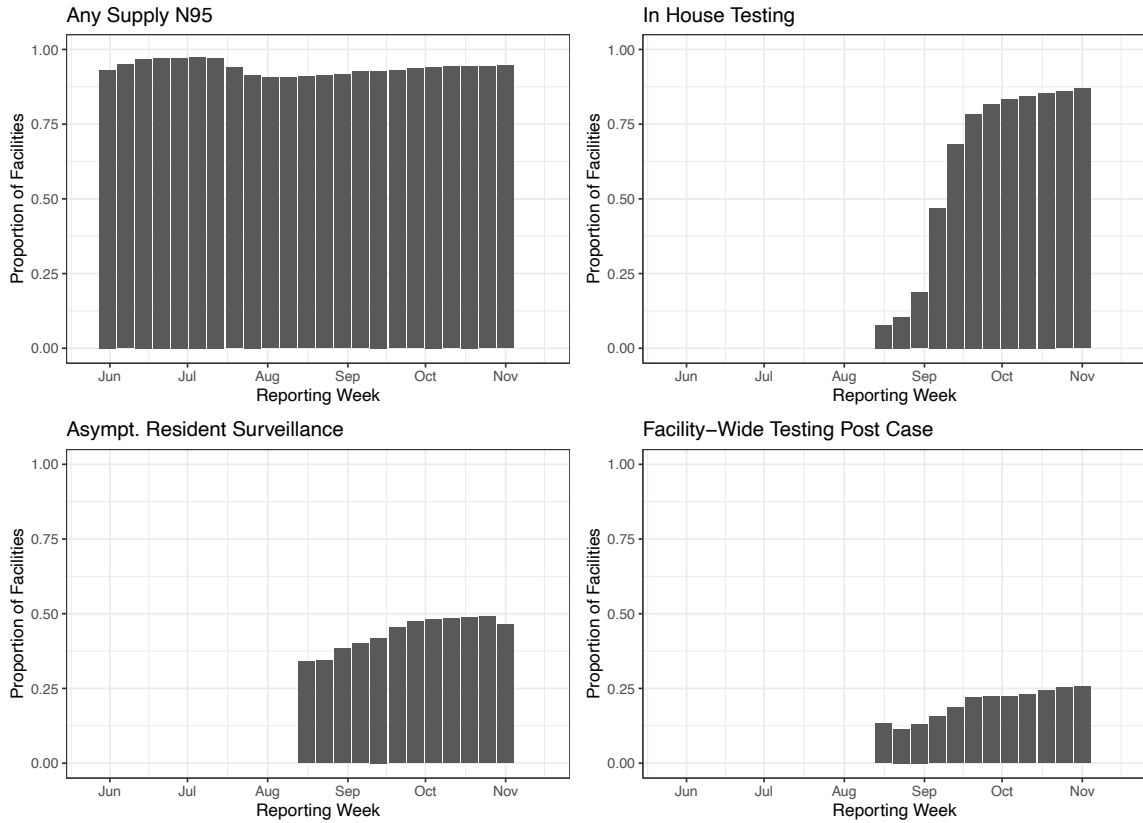 Any Supply N95
1.00
0.75
0.50
0.25
0.00
Proportion of Facilities
Jun Jul Aug Sep Oct Nov
Reporting Week
In House Testing
1.00
0.75
0.50
0.25
0.00
Proportion of Facilities
Jun Jul Aug Sep Oct Nov
Reporting Week
Asympt. Resident Surveillance
1.00
0.75
0.50
0.25
0.00
Proportion of Facilities
Jun Jul Aug Sep Oct Nov
Reporting Week
Facility−Wide Testing Post Case
1.00
0.75
0.50
0.25
0.00
Proportion of Facilities
Jun Jul Aug Sep Oct Nov
Reporting Week